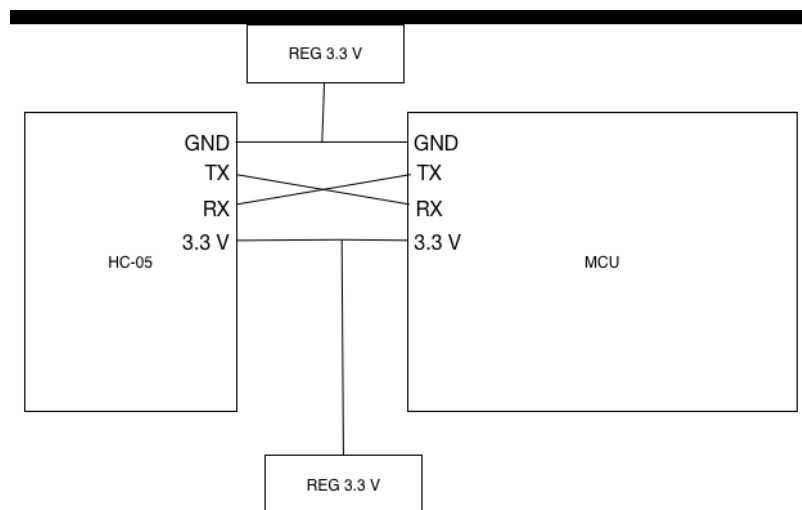 REG 3.3 V
GND GND
TX TX
RX RX
3.3 V 3.3 V
HC-05 MCU
REG 3.3 V